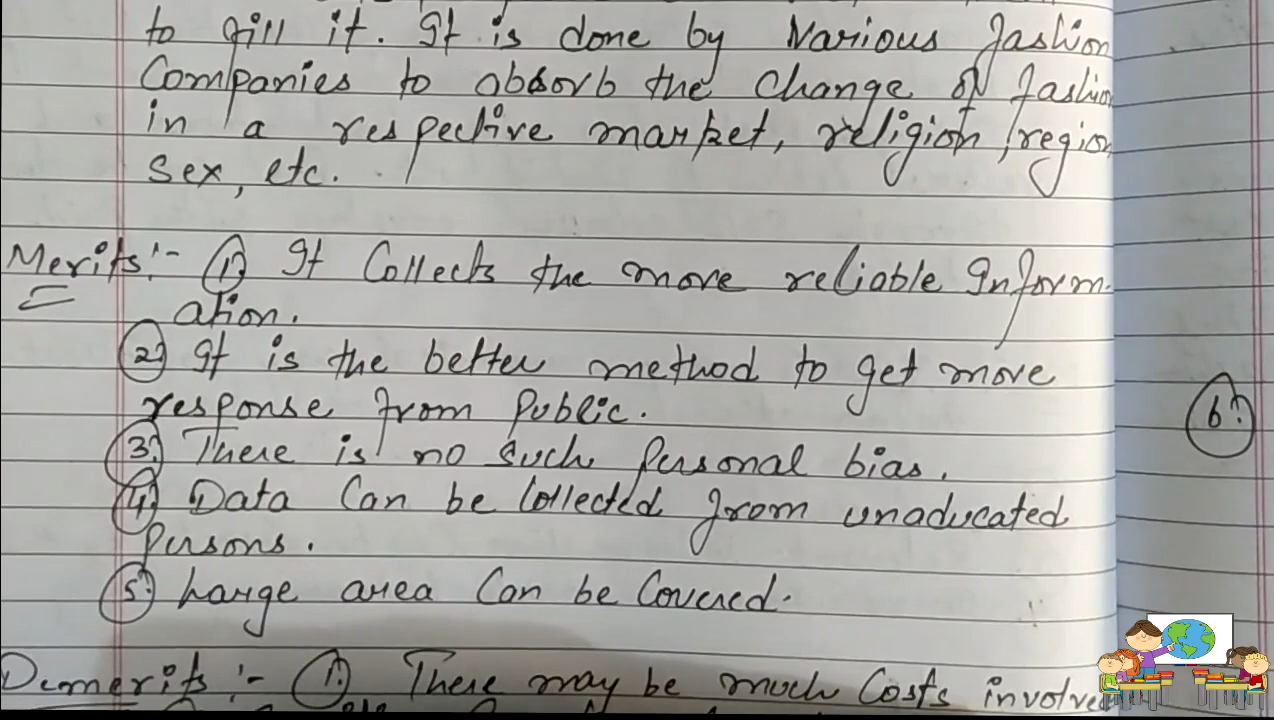 to fill it. It is done by Various fashion
Companies to absorb the change of fashion
in a respective market, religion, region
Sex, etc.
Merits:- 1) It Collects the more reliable Inform-
ation.
2) It is the better method to get more
response from Public.
3) There is no such Personal bias.
4) Data Can be Collected from unaducated
Persons.
5) Large area Can be Covered.
6)
Demerits:- 1) There may be much Costs involve